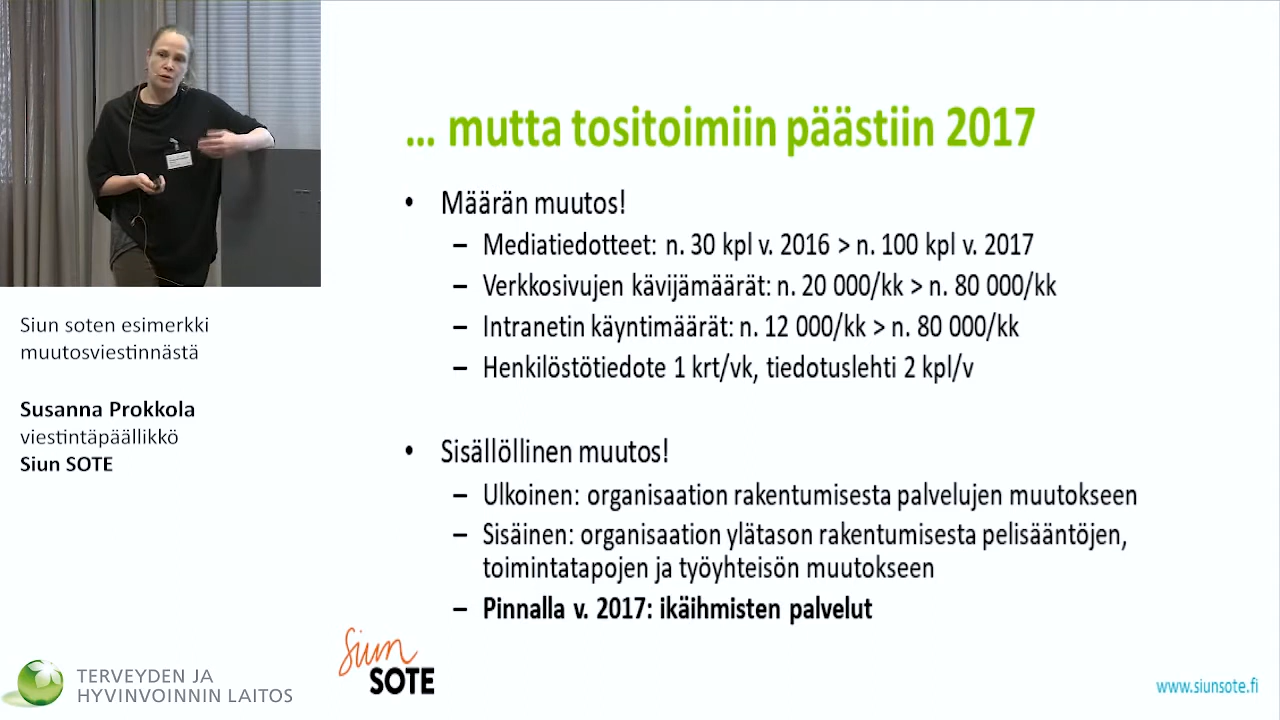 Siun soten esimerkki
muutosviestinnästä
Susanna Prokkola
viestintäpäällikkö
Siun SOTE
TERVEYDEN JA
HYVINVOINNIN LAITOS
... mutta tositoimiin päästiin 2017
• Määrän muutos!
– Mediatiedotteet: n. 30 kpl v. 2016 > n. 100 kpl v. 2017
– Verkkosivujen kävijämäärät: n. 20 000/kk > n. 80 000/kk
– Intranetin käyntimäärät: n. 12 000/kk > n. 80 000/kk
– Henkilöstötiedote 1 krt/vk, tiedotuslehti 2 kpl/v
• Sisällöllinen muutos!
– Ulkoinen: organisaation rakentumisesta palvelujen muutokseen
– Sisäinen: organisaation ylätason rakentumisesta pelisääntöjen,
toimintatapojen ja työyhteisön muutokseen
– Pinnalla v. 2017: ikäihmisten palvelut
Siun
SOTE
www.siunsote.fi